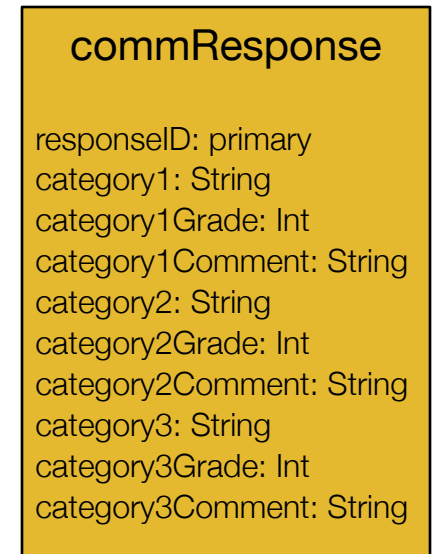 commResponse
responseID: primary
category1: String
category1Grade: Int
category1Comment: String
category2: String
category2Grade: Int
category2Comment: String
category3: String
category3Grade: Int
category3Comment: String